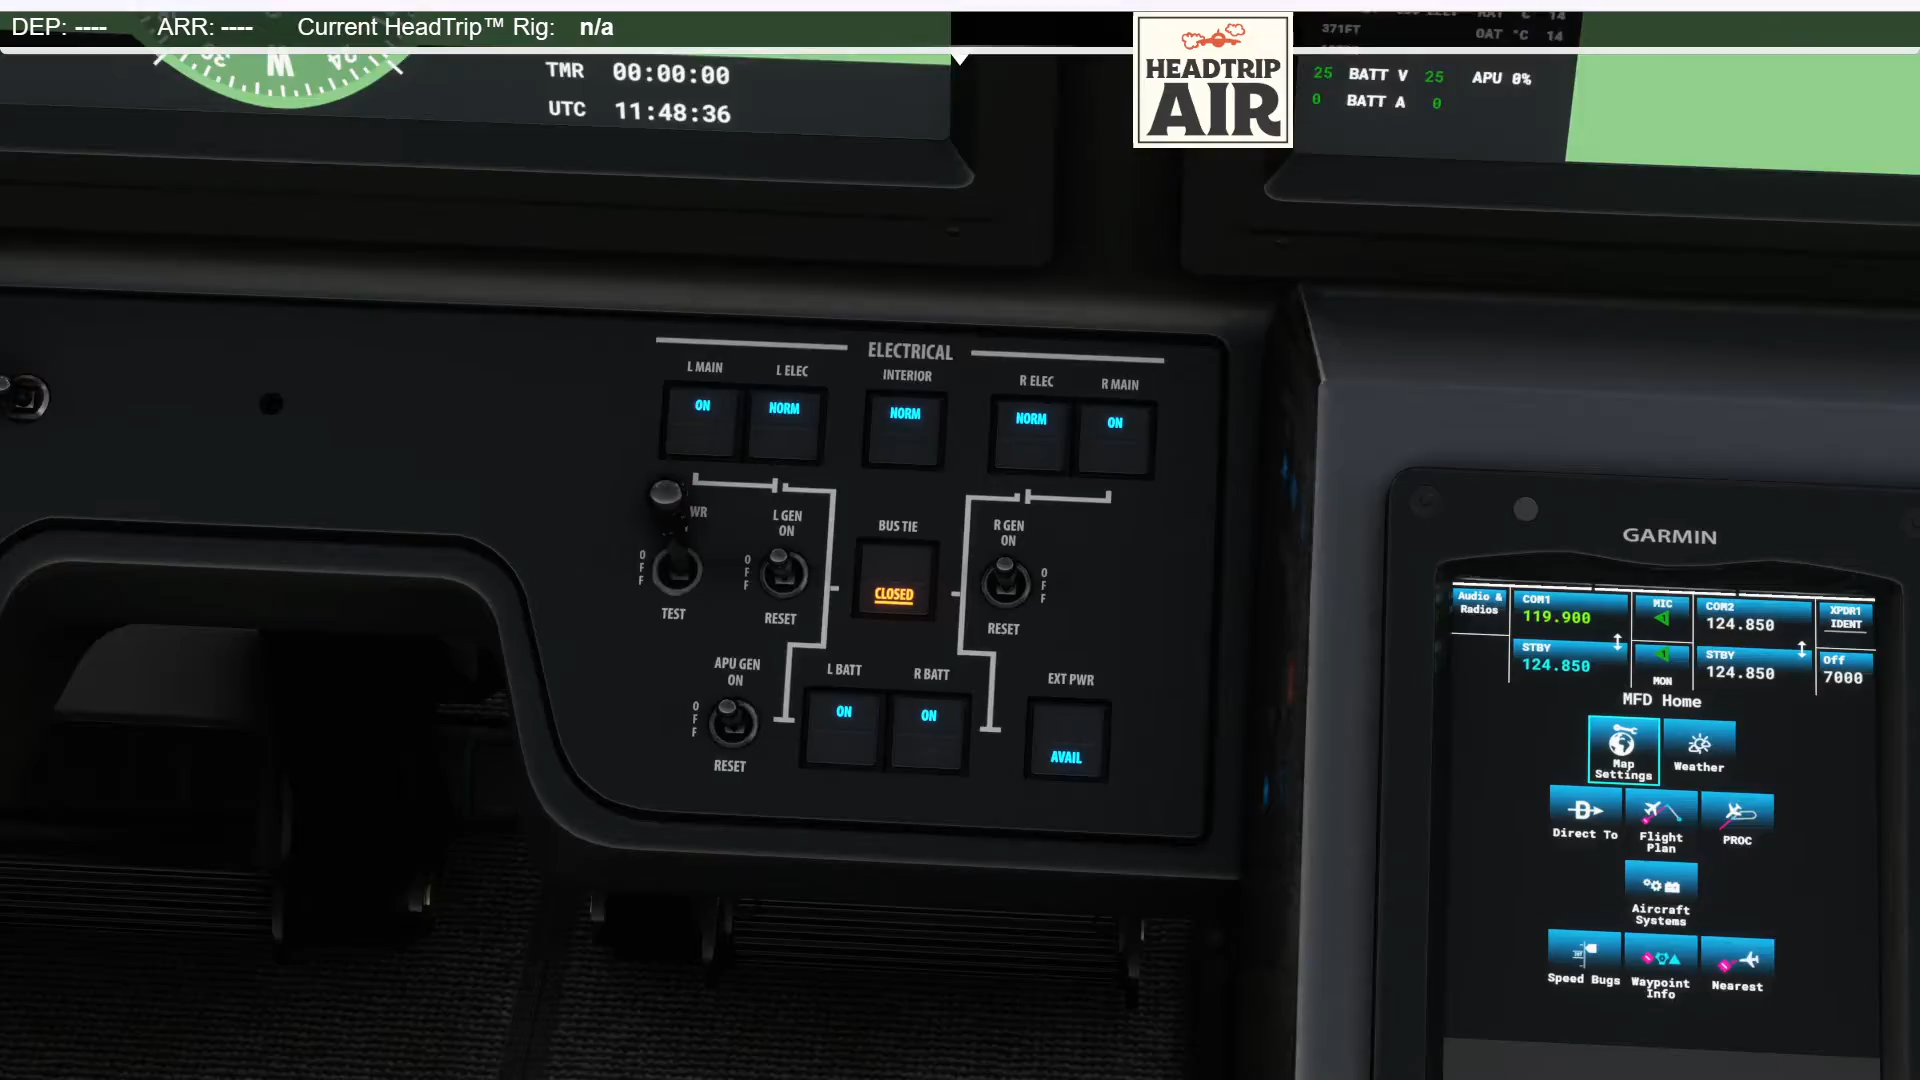 DEP: ---- ARR: ---- Current HeadTrip™ Rig: n/a
W
24
TMR 00:00:00
UTC 11:48:36
HEADTRIP
AIR
371FT
RAT °C 14
OAT °C 14
25 BATT V 25 APU 0%
0 BATT A 0
ELECTRICAL
L MAIN L ELEC INTERIOR R ELEC R MAIN
ON NORM NORM NORM ON
WR
L GEN
ON
BUS TIE
R GEN
ON
OFF
OFF
CLOSED
OFF
TEST
RESET
RESET
APU GEN
ON
L BATT R BATT EXT PWR
OFF
ON ON
AVAIL
RESET
GARMIN
Audio &
Radios
COM1
119.900
MIC
COM2
124.850
XPDR1
IDENT
STBY
124.850
MON
STBY
124.850
Off
7000
MFD Home
Map
Settings
Weather
Direct To
Flight
Plan
PROC
Aircraft
Systems
Speed Bugs
Waypoint
Info
Nearest